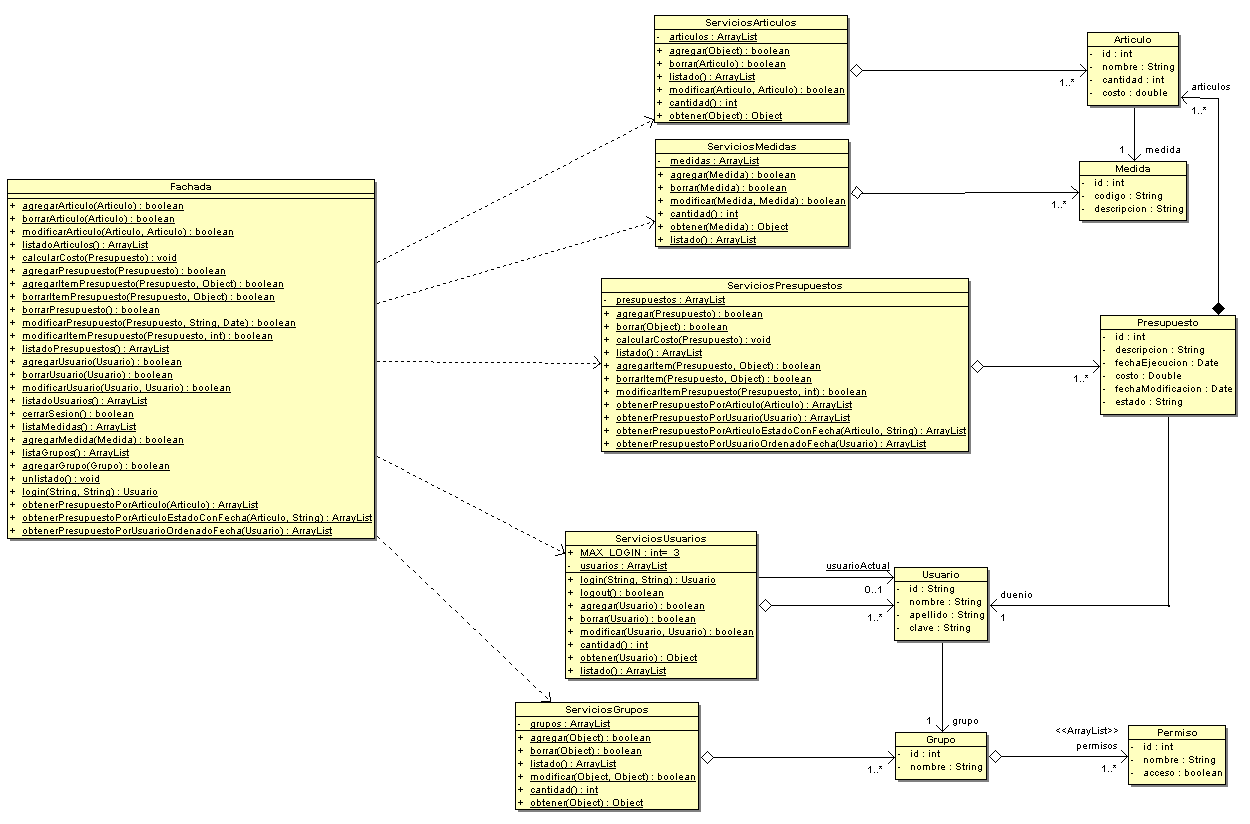 Fachada
+ agregarArticulo(Articulo) : boolean
+ borrarArticulo(Articulo) : boolean
+ modificarArticulo(Articulo, Articulo) : boolean
+ listadoArticulos() : ArrayList
+ calcularCosto(Presupuesto) : void
+ agregarPresupuesto(Presupuesto) : boolean
+ agregarItemPresupuesto(Presupuesto, Object) : boolean
+ borrarItemPresupuesto(Presupuesto, Object) : boolean
+ borrarPresupuesto() : boolean
+ modificarPresupuesto(Presupuesto, String, Date) : boolean
+ modificarItemPresupuesto(Presupuesto, int) : boolean
+ listadoPresupuestos() : ArrayList
+ agregarUsuario(Usuario) : boolean
+ borrarUsuario(Usuario) : boolean
+ modificarUsuario(Usuario, Usuario) : boolean
+ listadoUsuarios() : ArrayList
+ cerrarSesion() : boolean
+ listaMedidas() : ArrayList
+ agregarMedida(Medida) : boolean
+ listaGrupos() : ArrayList
+ agregarGrupo(Grupo) : boolean
+ unlistado() : void
+ login(String, String) : Usuario
+ obtenerPresupuestoPorArticulo(Articulo) : ArrayList
+ obtenerPresupuestoPorArticuloEstadoConFecha(Articulo, String) : ArrayList
+ obtenerPresupuestoPorUsuarioOrdenadoFecha(Usuario) : ArrayList
ServiciosArticulos
- articulos : ArrayList
+ agregar(Object) : boolean
+ borrar(Articulo) : boolean
+ listado() : ArrayList
+ modificar(Articulo, Articulo) : boolean
+ cantidad() : int
+ obtener(Object) : Object
1..*
Articulo
- id : int
- nombre : String
- cantidad : int
- costo : double
articulos
1..*
1
medida
ServiciosMedidas
- medidas : ArrayList
+ agregar(Medida) : boolean
+ borrar(Medida) : boolean
+ modificar(Medida, Medida) : boolean
+ cantidad() : int
+ obtener(Medida) : Object
+ listado() : ArrayList
1..*
Medida
- id : int
- codigo : String
- descripcion : String
ServiciosPresupuestos
- presupuestos : ArrayList
+ agregar(Presupuesto) : boolean
+ borrar(Object) : boolean
+ calcularCosto(Presupuesto) : void
+ listado() : ArrayList
+ agregarItem(Presupuesto, Object) : boolean
+ borrarItem(Presupuesto, Object) : boolean
+ modificarItemPresupuesto(Presupuesto, int) : boolean
+ obtenerPresupuestoPorArticulo(Articulo) : ArrayList
+ obtenerPresupuestoPorUsuario(Usuario) : ArrayList
+ obtenerPresupuestoPorArticuloEstadoConFecha(Articulo, String) : ArrayList
+ obtenerPresupuestoPorUsuarioOrdenadoFecha(Usuario) : ArrayList
1..*
Presupuesto
- id : int
- descripcion : String
- fechaEjecucion : Date
- costo : Double
- fechaModificacion : Date
- estado : String
ServiciosUsuarios
+ MAX_LOGIN : int= 3
- usuarios : ArrayList
+ login(String, String) : Usuario
+ logout() : boolean
+ agregar(Usuario) : boolean
+ borrar(Usuario) : boolean
+ modificar(Usuario, Usuario) : boolean
+ cantidad() : int
+ obtener(Usuario) : Object
+ listado() : ArrayList
usuarioActual
0..1
1..*
Usuario
- id : String
- nombre : String
- apellido : String
- clave : String
duenio
1
1
grupo
ServiciosGrupos
- grupos : ArrayList
+ agregar(Object) : boolean
+ borrar(Object) : boolean
+ listado() : ArrayList
+ modificar(Object, Object) : boolean
+ cantidad() : int
+ obtener(Object) : Object
1..*
Grupo
- id : int
- nombre : String
<<ArrayList>>
permisos
1..*
Permiso
- id : int
- nombre : String
- acceso : boolean